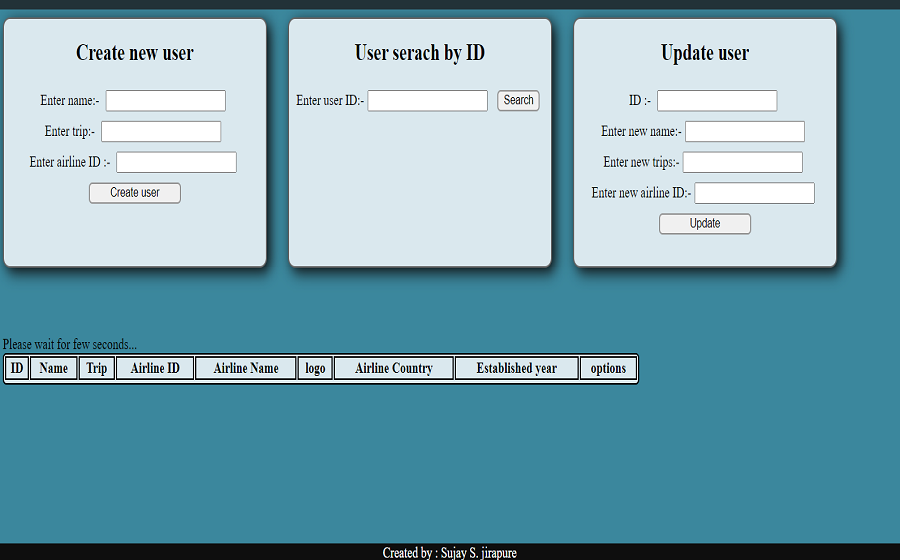 Create new user
Enter name:-
Enter trip:-
Enter airline ID :-
Create user
User serach by ID
Enter user ID:- Search
Update user
ID :-
Enter new name:-
Enter new trips:-
Enter new airline ID:-
Update
Please wait for few seconds...
ID Name Trip Airline ID Airline Name logo Airline Country Established year options
Created by : Sujay S. jirapure